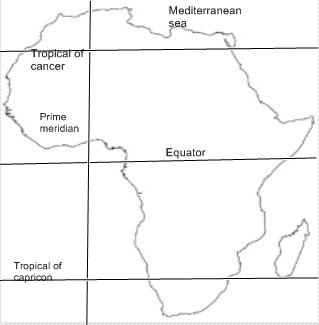 Mediterranean
sea
Tropical of
cancer
Prime
meridian
Equator
Tropical of
capricon